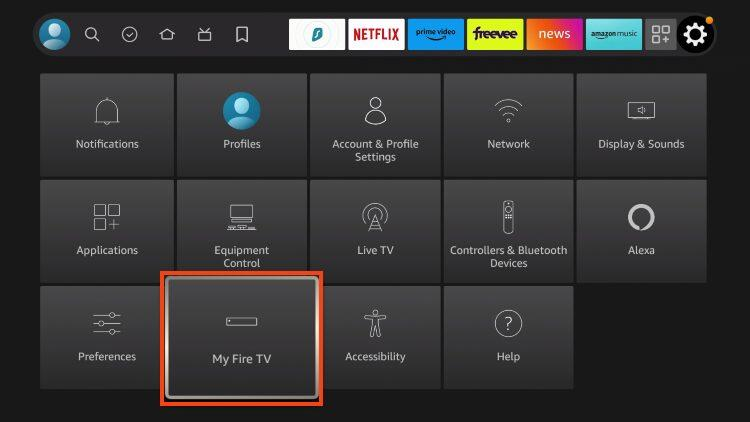 NETFLIX
prime video
freevee
news
amazon music
Notifications
Profiles
Account & Profile
Settings
Network
Display & Sounds
Applications
Equipment
Control
Live TV
Controllers & Bluetooth
Devices
Alexa
Preferences
My Fire TV
Accessibility
?
Help